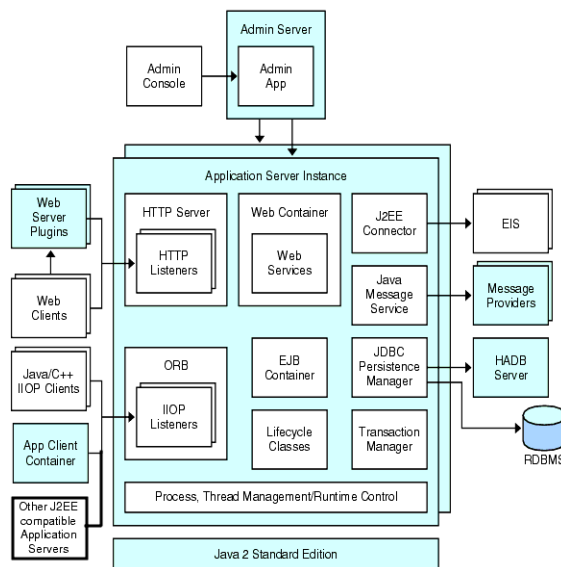 Admin Server
Admin
Console
Admin
App
Application Server Instance
Web
Server
Plugins
HTTP Server
HTTP
Listeners
Web Container
Web
Services
J2EE
Connector
EIS
Web
Clients
Java
Message
Service
Message
Providers
Java/C++
IIOP Clients
ORB
IIOP
Listeners
EJB
Container
JDBC
Persistence
Manager
HADB
Server
App Client
Container
Lifecycle
Classes
Transaction
Manager
RDBMS
Other J2EE
compatible
Application
Servers
Process, Thread Management/Runtime Control
Java 2 Standard Edition